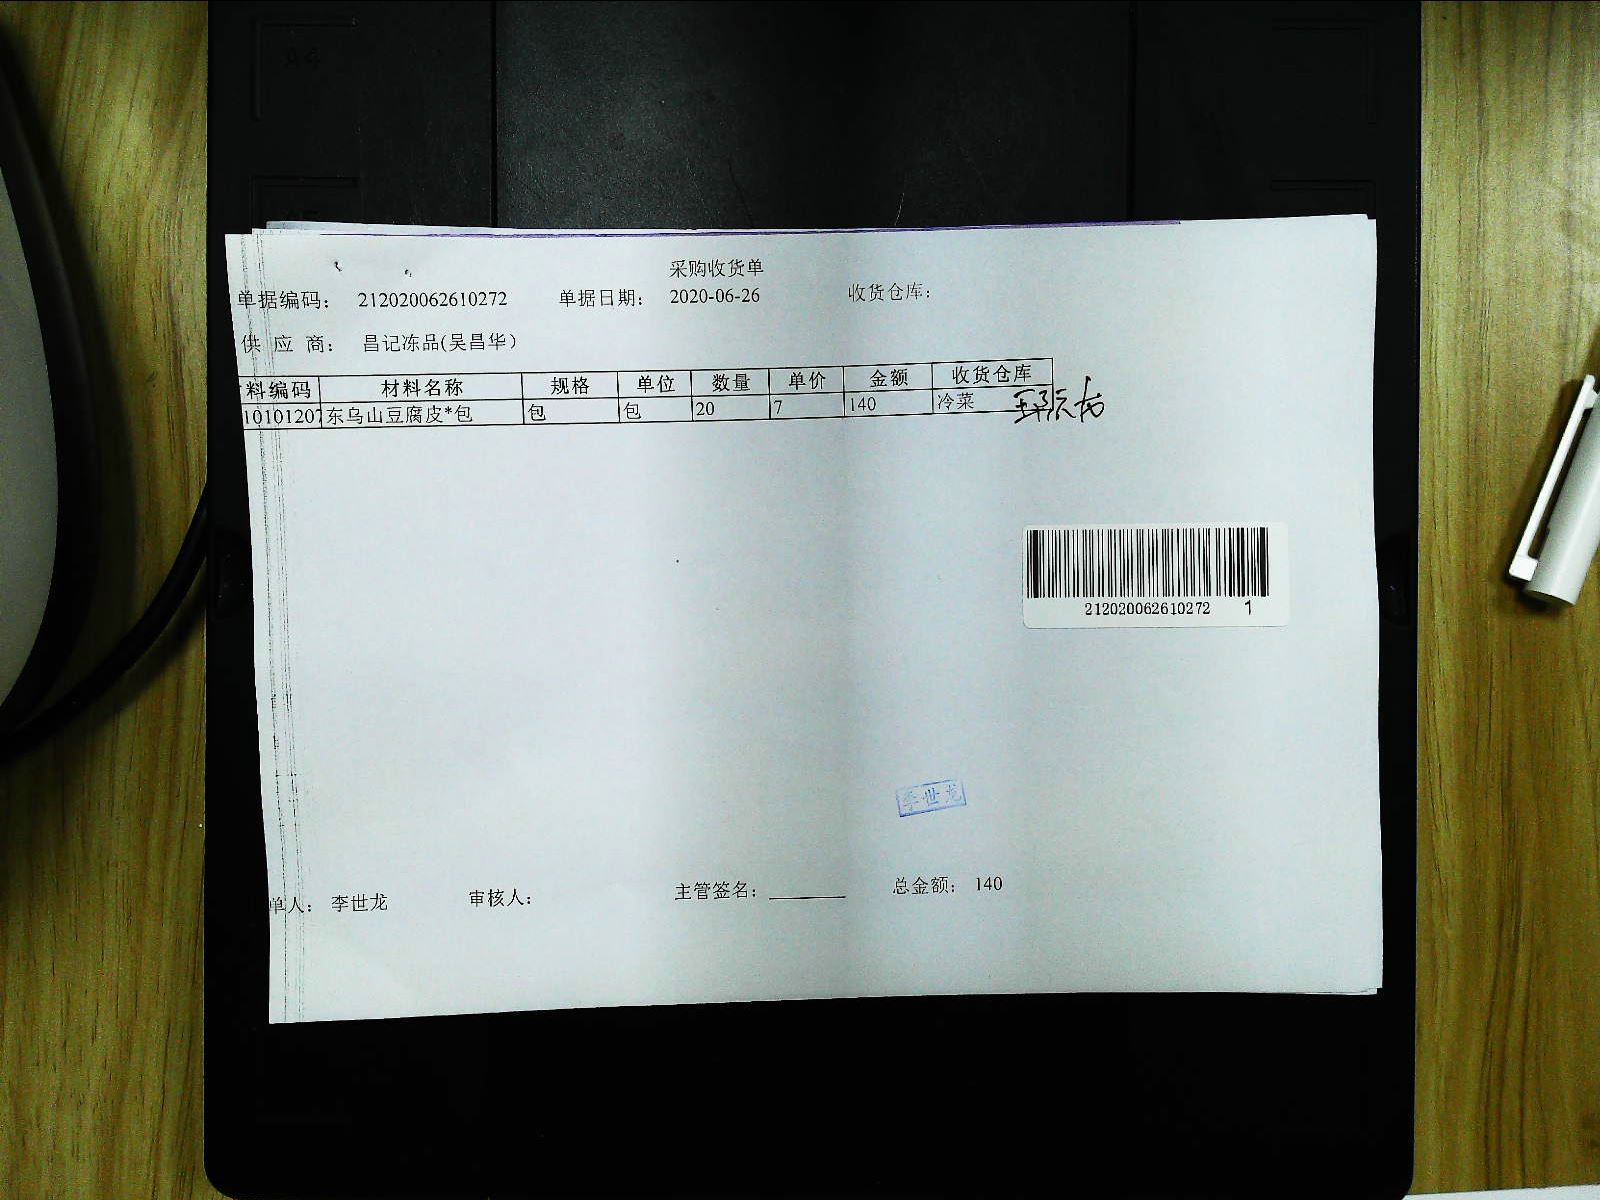 采购收货单
单据编码： 212020062610272 单据日期： 2020-06-26 收货仓库：
供 应 商： 昌记冻品(吴昌华)
料编码 材料名称 规格 单位 数量 单价 金额 收货仓库
10101207 东乌山豆腐皮*包 包 包 20 7 140 冷菜
212020062610272 1
李世龙
单人： 李世龙 审核人： 主管签名： 总金额： 140